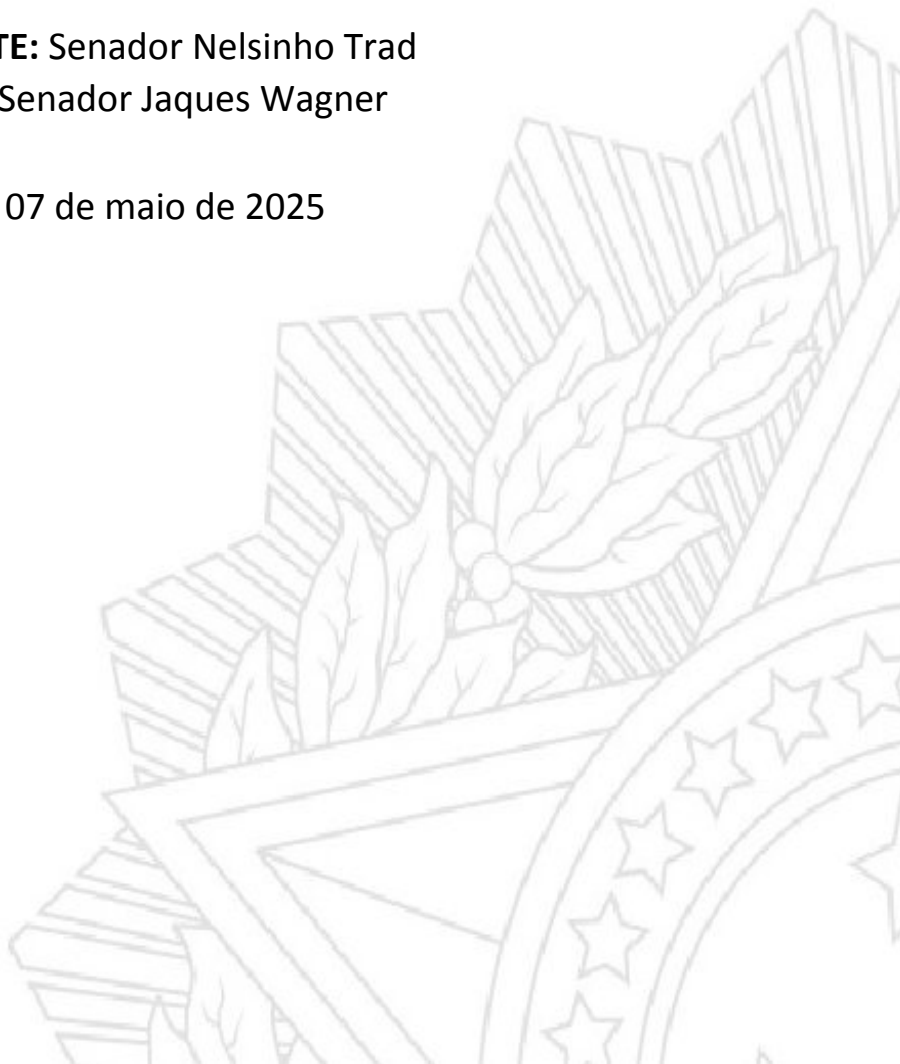 TE: Senador Nelsinho Trad
Senador Jaques Wagner
07 de maio de 2025